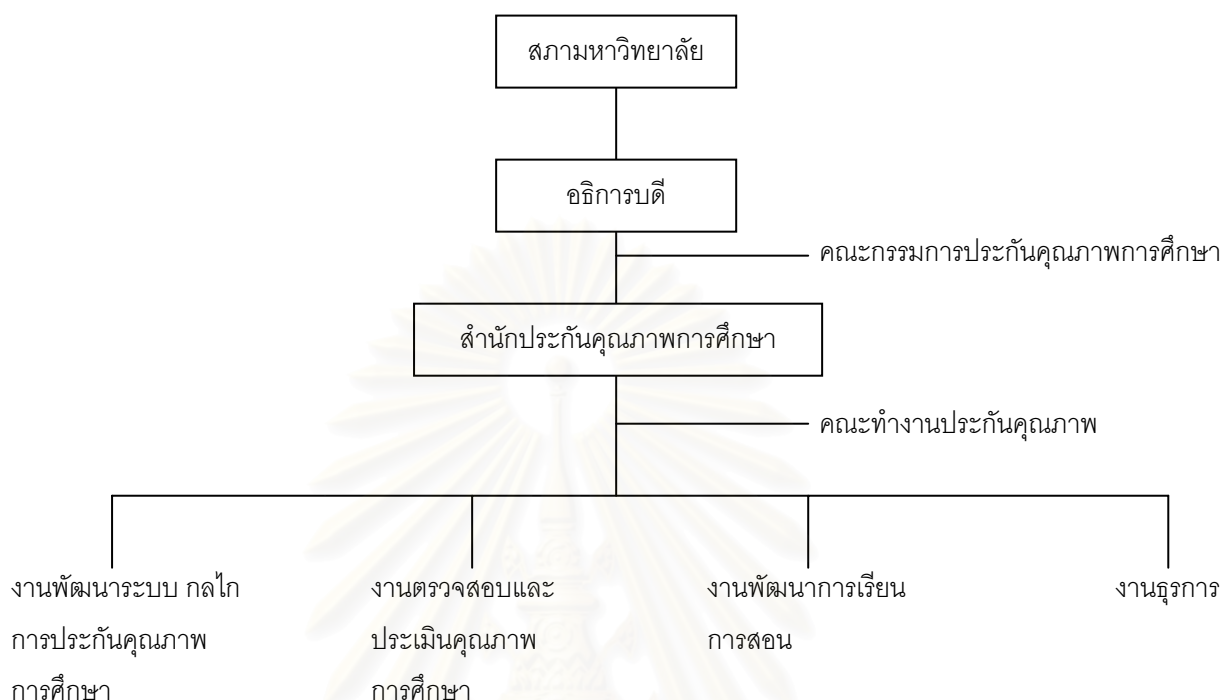 สภามหาวิทยาลัย
อธิการบดี
คณะกรรมการประกันคุณภาพการศึกษา
สำนักประกันคุณภาพการศึกษา
คณะทำงานประกันคุณภาพ
งานพัฒนาระบบ กลไก
การประกันคุณภาพ
การศึกษา
งานตรวจสอบและ
ประเมินคุณภาพ
การศึกษา
งานพัฒนาการเรียน
การสอน
งานธุรการ